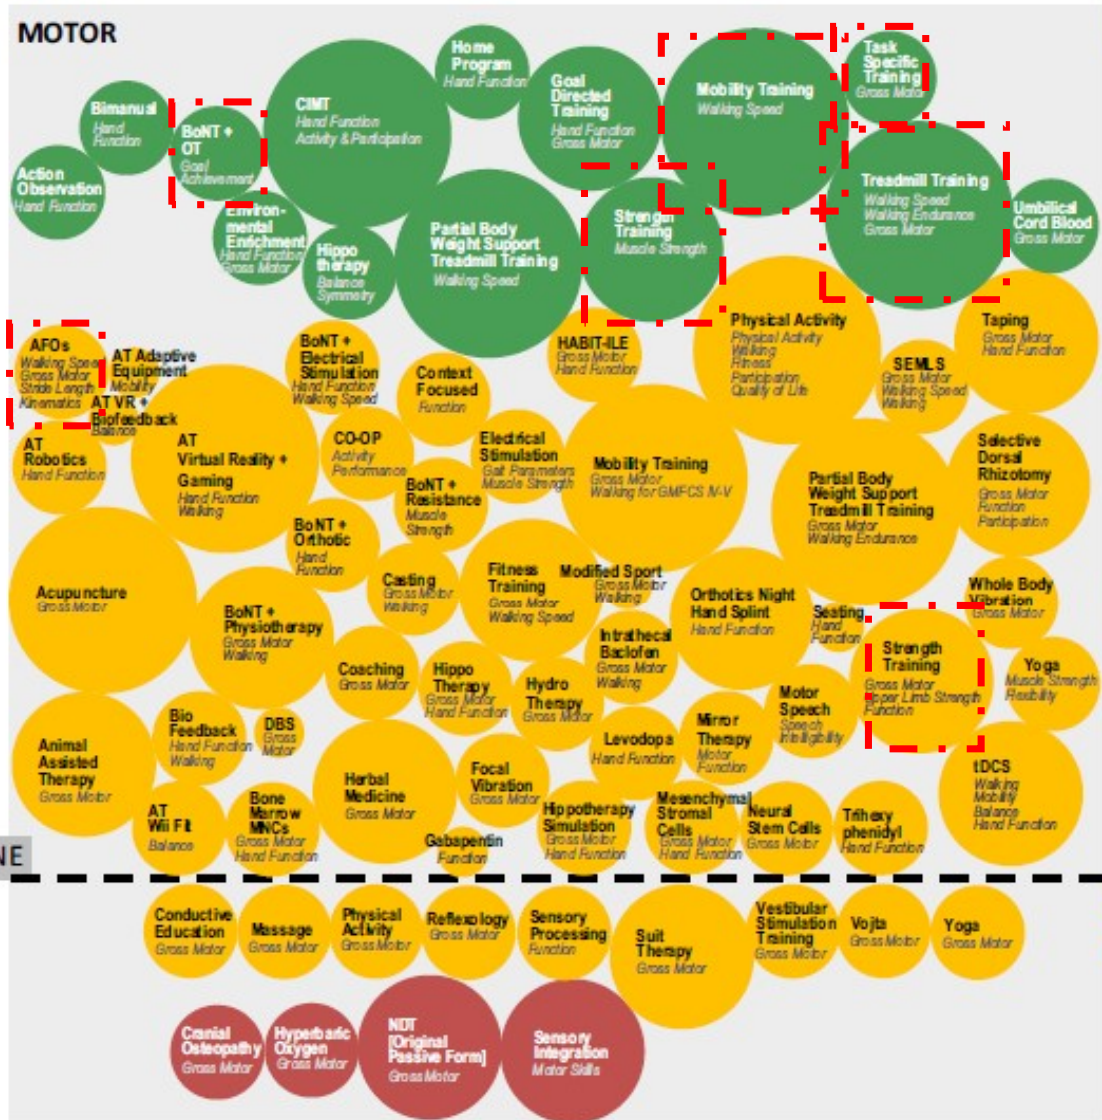 MOTOR
Home
Program
Hand Function
Task
Specific
Training
Gross Motor
Bimanual
Hand
Function
CIMT
Hand Function
Activity & Participation
Goal
Directed
Training
Hand Function
Gross Motor
Mobility Training
Walking Speed
BoNT +
OT
Goal
Achievement
Action
Observation
Hand Function
Environ-
mental
Enrichment
Hand Function
Gross Motor
Hippo
therapy
Balance
Symmetry
Partial Body
Weight Support
Treadmill Training
Walking Speed
Strength
Training
Muscle Strength
Treadmill Training
Walking Speed
Walking Endurance
Gross Motor
Umbilical
Cord Blood
Gross Motor
AFOs
Walking Speed
Gross Motor
Stride Length
Kinematics
AT Adaptive
Equipment
Mobility
AT VR +
Biofeedback
Balance
BoNT +
Electrical
Stimulation
Hand Function
Walking Speed
Context
Focused
Function
HABIT-ILE
Gross Motor
Hand Function
Physical Activity
Physical Activity
Walking
Fitness
Participation
Quality of Life
SEMLS
Gross Motor
Walking Speed
Walking
Taping
Gross Motor
Hand Function
AT
Robotics
Hand Function
AT
Virtual Reality +
Gaming
Hand Function
Walking
CO-OP
Activity
Performance
BoNT +
Resistance
Muscle
Strength
Electrical
Stimulation
Gait Parameters
Muscle Strength
Mobility Training
Gross Motor
Walking for GMFCS IV-V
Partial Body
Weight Support
Treadmill Training
Gross Motor
Walking Endurance
Selective
Dorsal
Rhizotomy
Gross Motor
Function
Participation
BoNT +
Orthotic
Hand
Function
Acupuncture
Gross Motor
BoNT +
Physiotherapy
Gross Motor
Walking
Casting
Gross Motor
Walking
Fitness
Training
Gross Motor
Walking Speed
Modified Sport
Gross Motor
Walking
Orthotics Night
Hand Splint
Hand Function
Seating
Hand
Function
Whole Body
Vibration
Gross Motor
Coaching
Gross Motor
Hippo
Therapy
Gross Motor
Hand Function
Hydro
Therapy
Gross Motor
Intrathecal
Baclofen
Gross Motor
Walking
Strength
Training
Gross Motor
Upper Limb Strength
Function
Yoga
Muscle Strength
Flexibility
Animal
Assisted
Therapy
Gross Motor
Bio
Feedback
Hand Function
Walking
DBS
Gross
Motor
Levodopa
Hand Function
Mirror
Therapy
Motor
Function
Motor
Speech
Speech
Intelligibility
AT
Wii Fit
Balance
Bone
Marrow
MNCs
Gross Motor
Hand Function
Herbal
Medicine
Gross Motor
Focal
Vibration
Gross Motor
Gabapentin
Function
Hippotherapy
Simulation
Gross Motor
Hand Function
Mesenchymal
Stromal
Cells
Gross Motor
Hand Function
Neural
Stem Cells
Gross Motor
Trihexy
phenidyl
Hand Function
tDCS
Walking
Mobility
Balance
Hand Function
NE
Conductive
Education
Gross Motor
Massage
Gross Motor
Physical
Activity
Gross Motor
Reflexology
Gross Motor
Sensory
Processing
Function
Suit
Therapy
Gross Motor
Vestibular
Stimulation
Training
Gross Motor
Vojta
Gross Motor
Yoga
Gross Motor
Cranial
Osteopathy
Gross Motor
Hyperbaric
Oxygen
Gross Motor
NDT
[Original
Passive Form]
Gross Motor
Sensory
Integration
Motor Skills